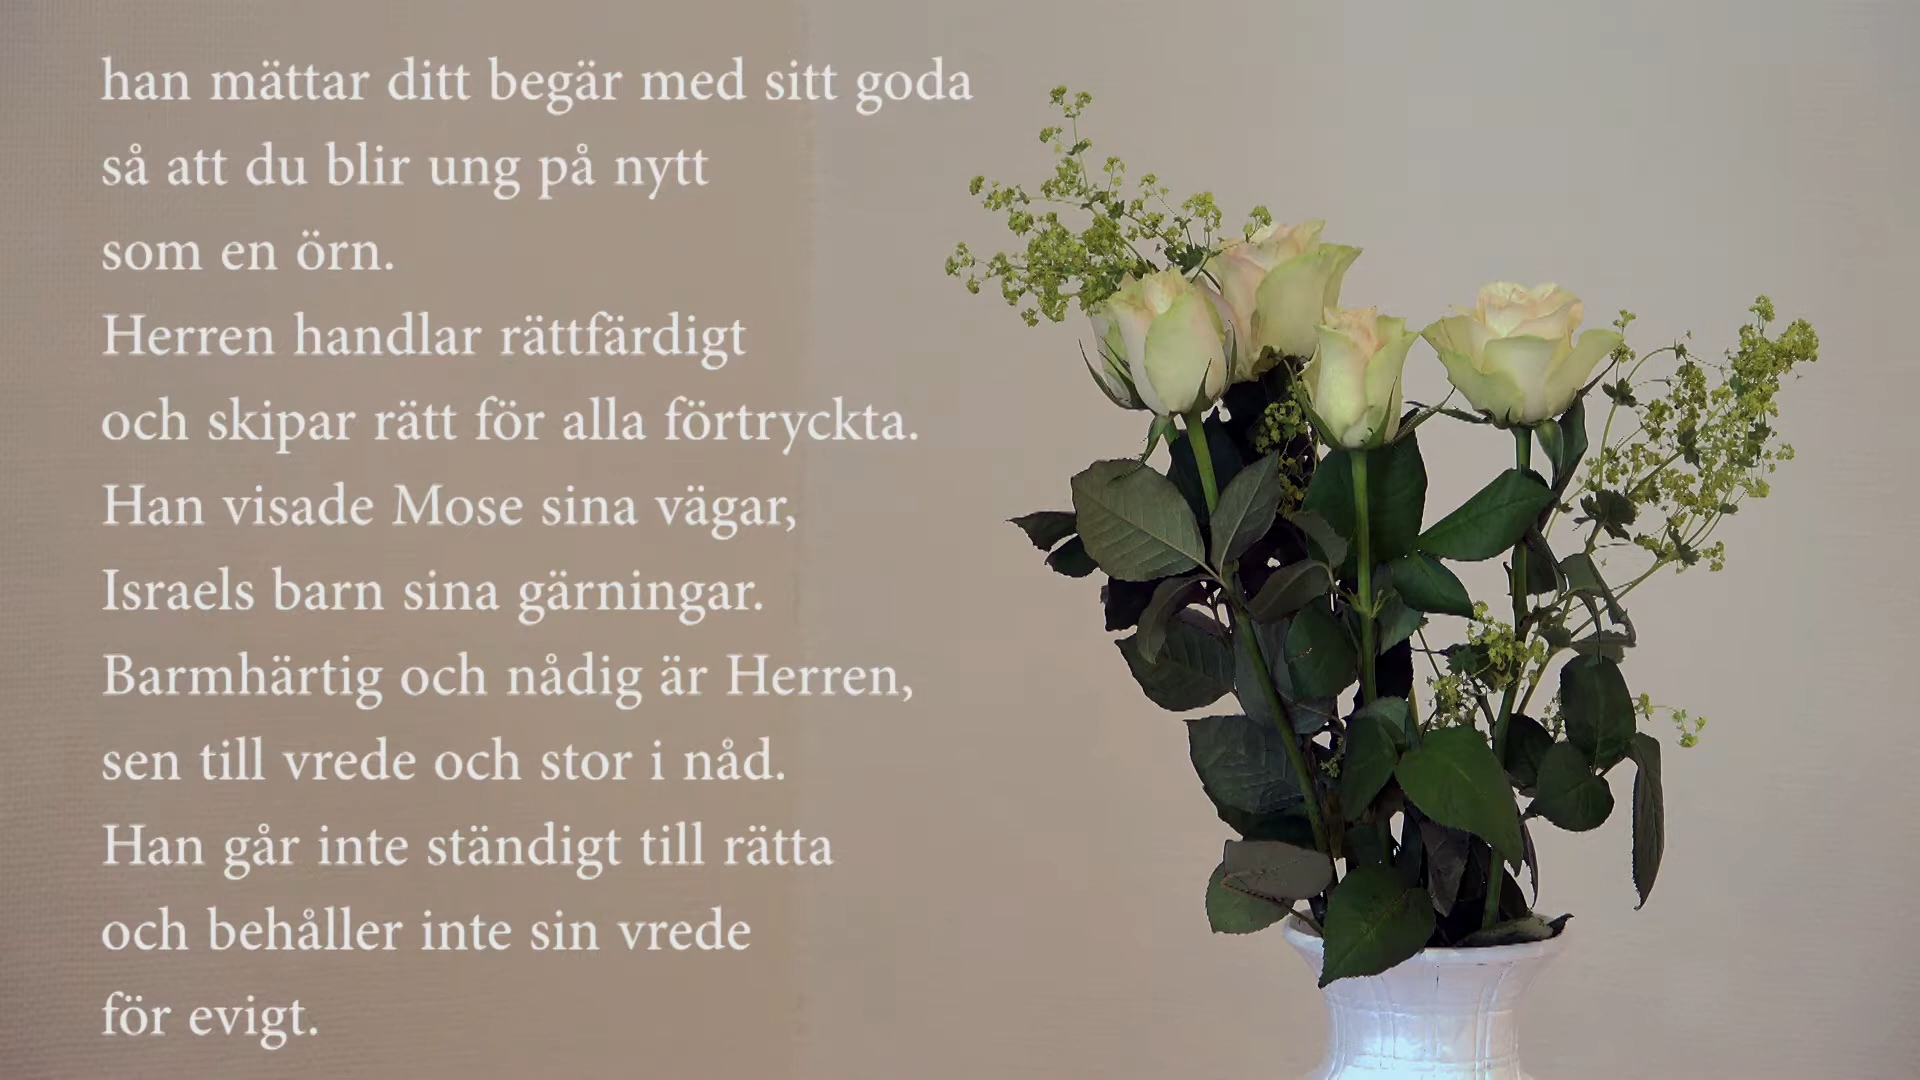 han mättar ditt begär med sitt goda
så att du blir ung på nytt
som en örn.
Herren handlar rättfärdigt
och skipar rätt för alla förtryckta.
Han visade Mose sina vägar,
Israels barn sina gärningar.
Barmhärtig och nådig är Herren,
sen till vrede och stor i nåd.
Han går inte ständigt till rätta
och behåller inte sin vrede
för evigt.